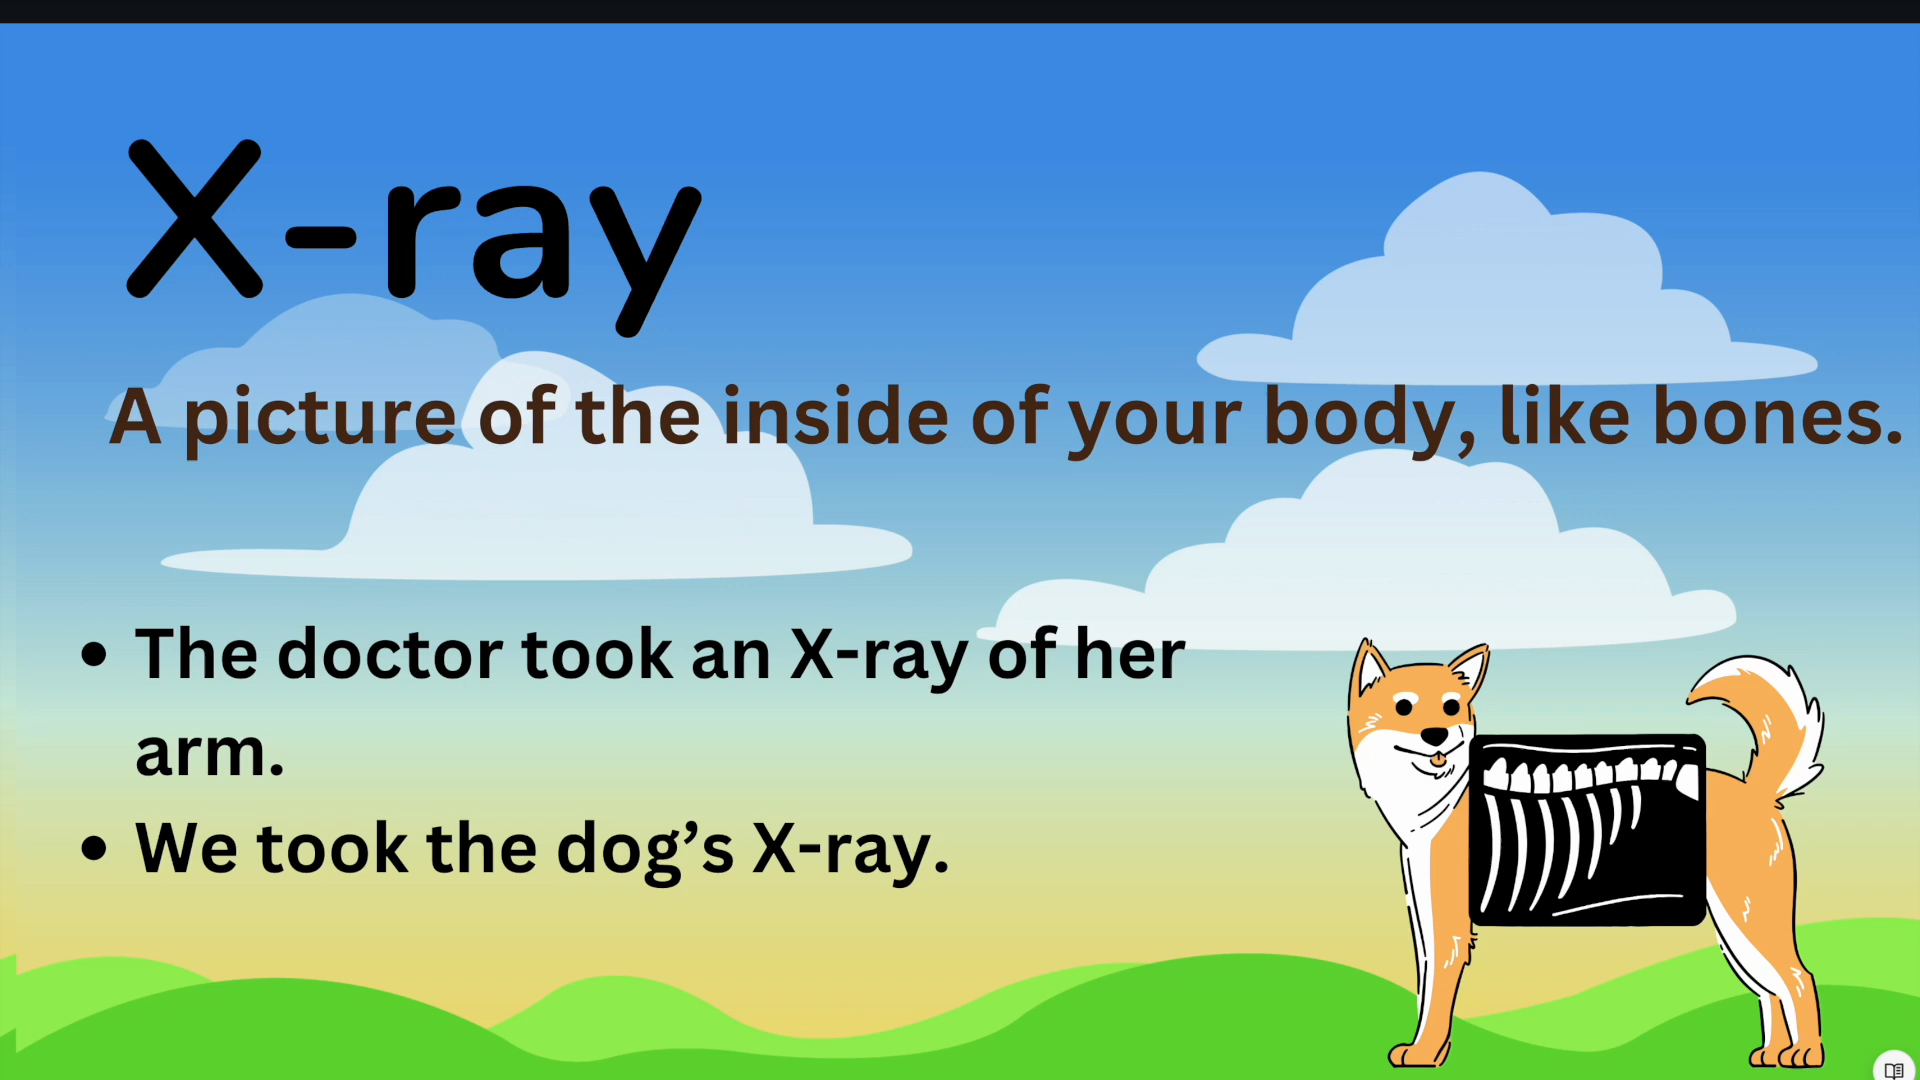 X-ray
A picture of the inside of your body, like bones.
• The doctor took an X-ray of her
arm.
• We took the dog’s X-ray.